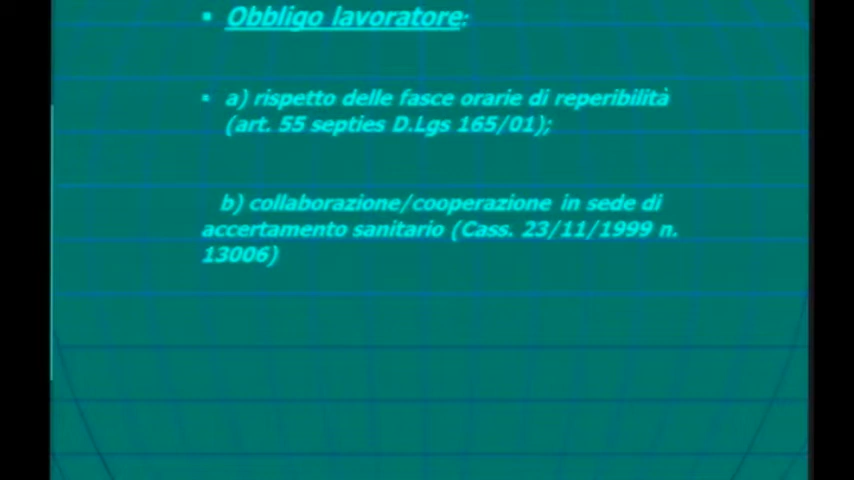 ▪ Obbligo lavoratore:
▪ a) rispetto delle fasce orarie di reperibilità
(art. 55 septies D.Lgs 165/01);
b) collaborazione/cooperazione in sede di
accertamento sanitario (Cass. 23/11/1999 n.
13006)